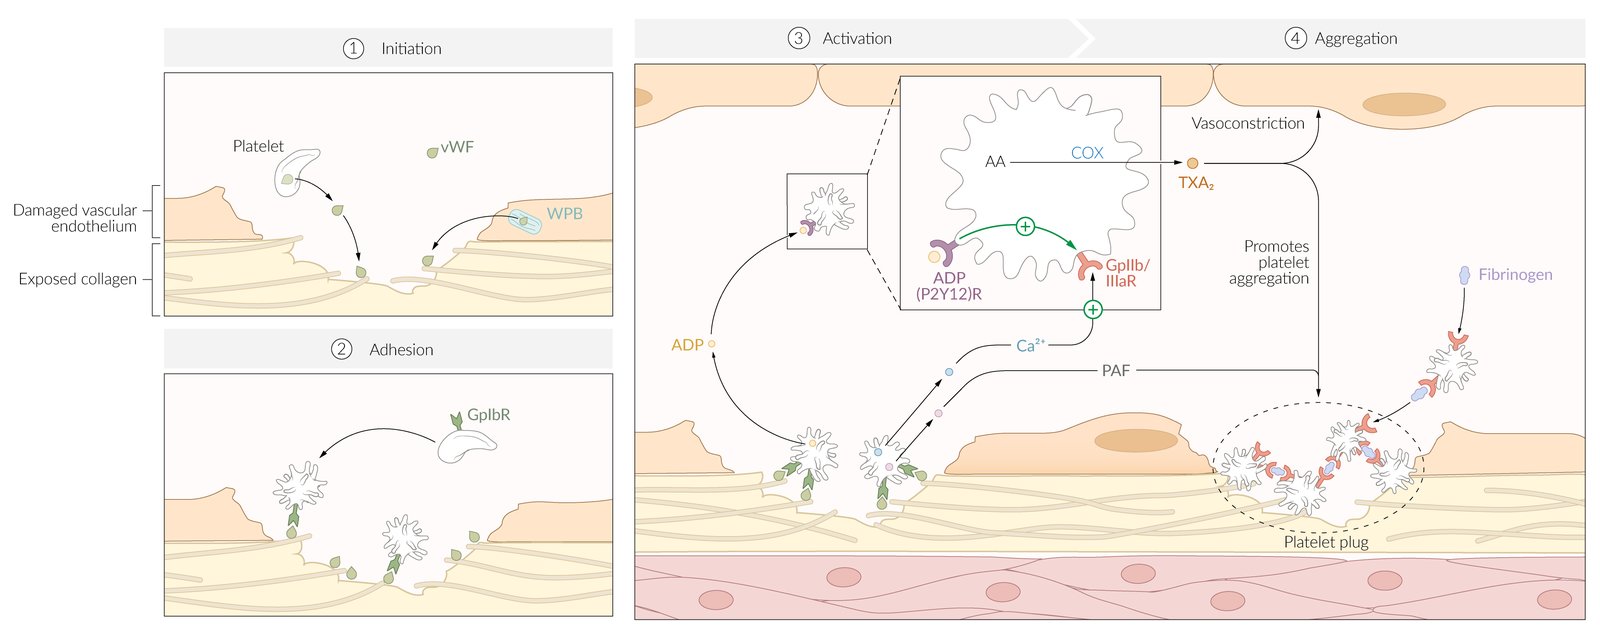 ① Initiation
Platelet
vWF
WPB
Damaged vascular
endothelium
Exposed collagen
② Adhesion
GpIbR
③ Activation
④ Aggregation
AA
COX
TXA₂
Vasoconstriction
ADP
(P2Y12)R
GpIIb/
IIIaR
Promotes
platelet
aggregation
Fibrinogen
ADP
Ca²⁺
PAF
Platelet plug